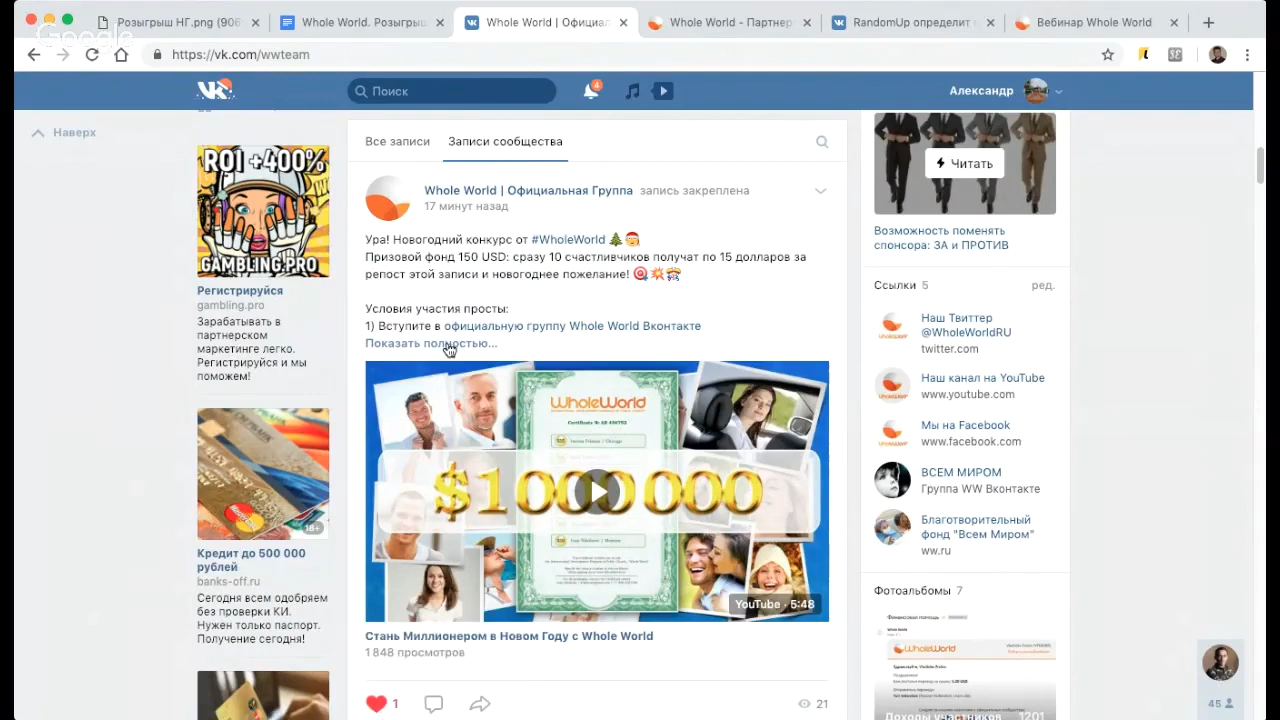 Розыгрыш НГ.png (906
Whole World. Розыгрыш
Whole World | Официал
Whole World - Партнер
RandomUp определит
Вебинар Whole World
Google
https://vk.com/wwteam
Поиск
4
Александр
Наверх
ROI +400%
GAMBLING.PRO
Регистрируйся
gambling.pro
Зарабатывать в
партнерском
маркетинге легко.
Регистрируйся и мы
поможем!
18+
Кредит до 500 000
рублей
banks-off.ru
Сегодня всем одобряем
без проверки КИ.
Нужен только паспорт.
Получение сегодня!
Все записи
Записи сообщества
Whole World | Официальная Группа запись закреплена
17 минут назад
Ура! Новогодний конкурс от #WholeWorld
Призовой фонд 150 USD: сразу 10 счастливчиков получат по 15 долларов за
репост этой записи и новогоднее пожелание!
Условия участия просты:
1) Вступите в официальную группу Whole World Вконтакте
Показать полностью...
WholeWorld
$1000000
YouTube · 5:48
Стань Миллионером в Новом Году с Whole World
1 848 просмотров
1
21
Читать
Возможность поменять
спонсора: ЗА и ПРОТИВ
Ссылки 5
ред.
Наш Твиттер
@WholeWorldRU
twitter.com
Наш канал на YouTube
www.youtube.com
Мы на Facebook
www.facebook.com
ВСЕМ МИРОМ
Группа WW Вконтакте
Благотворительный
фонд "Всем Миром"
ww.ru
Фотоальбомы 7
WholeWorld
Доходы участников 1201
45